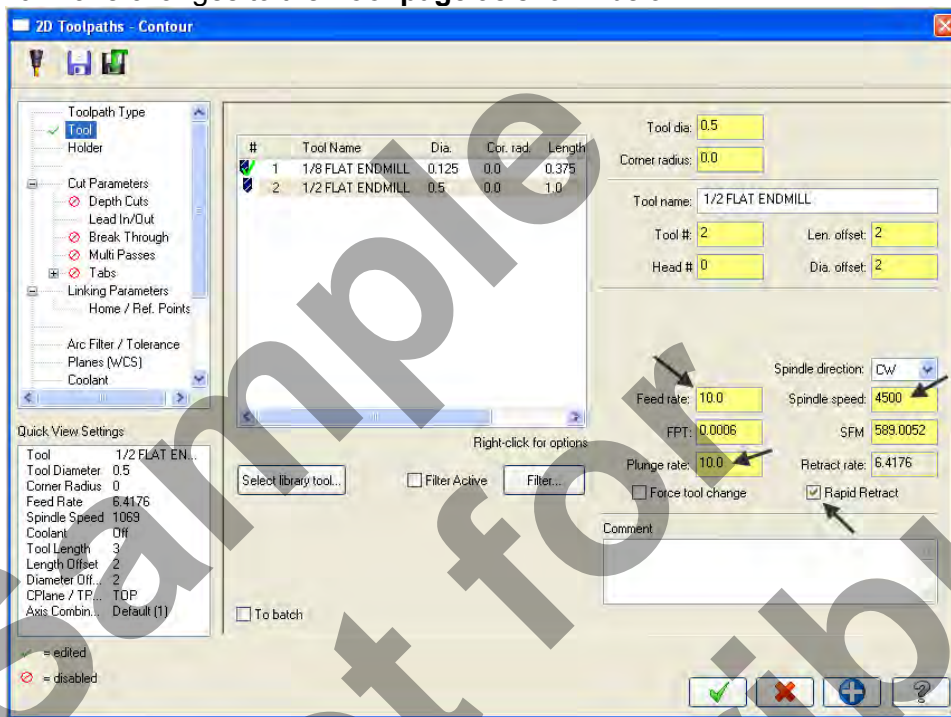 2D Toolpaths - Contour
Toolpath Type
Tool
Holder
Cut Parameters
Depth Cuts
Lead In/Out
Break Through
Multi Passes
Tabs
Linking Parameters
Home / Ref. Points
Arc Filter / Tolerance
Planes (WCS)
Coolant
Quick View Settings
Tool 1/2 FLAT EN...
Tool Diameter 0.5
Corner Radius 0
Feed Rate 6.4176
Spindle Speed 1069
Coolant Off
Tool Length 3
Length Offset 2
Diameter Off... 2
CPlane / TP... TOP
Axis Combin... Default (1)
= edited
= disabled
# Tool Name Dia. Cor. rad. Length
1 1/8 FLAT ENDMILL 0.125 0.0 0.375
2 1/2 FLAT ENDMILL 0.5 0.0 1.0
Right-click for options
Select library tool... Filter Active Filter...
To batch
Tool dia: 0.5
Corner radius: 0.0
Tool name: 1/2 FLAT ENDMILL
Tool #: 2 Len. offset: 2
Head # 0 Dia. offset: 2
Spindle direction: CW
Feed rate: 10.0 Spindle speed: 4500
FPT: 0.0006 SFM 589.0052
Plunge rate: 10.0 Retract rate: 6.4176
Force tool change Rapid Retract
Comment
Sample
t for